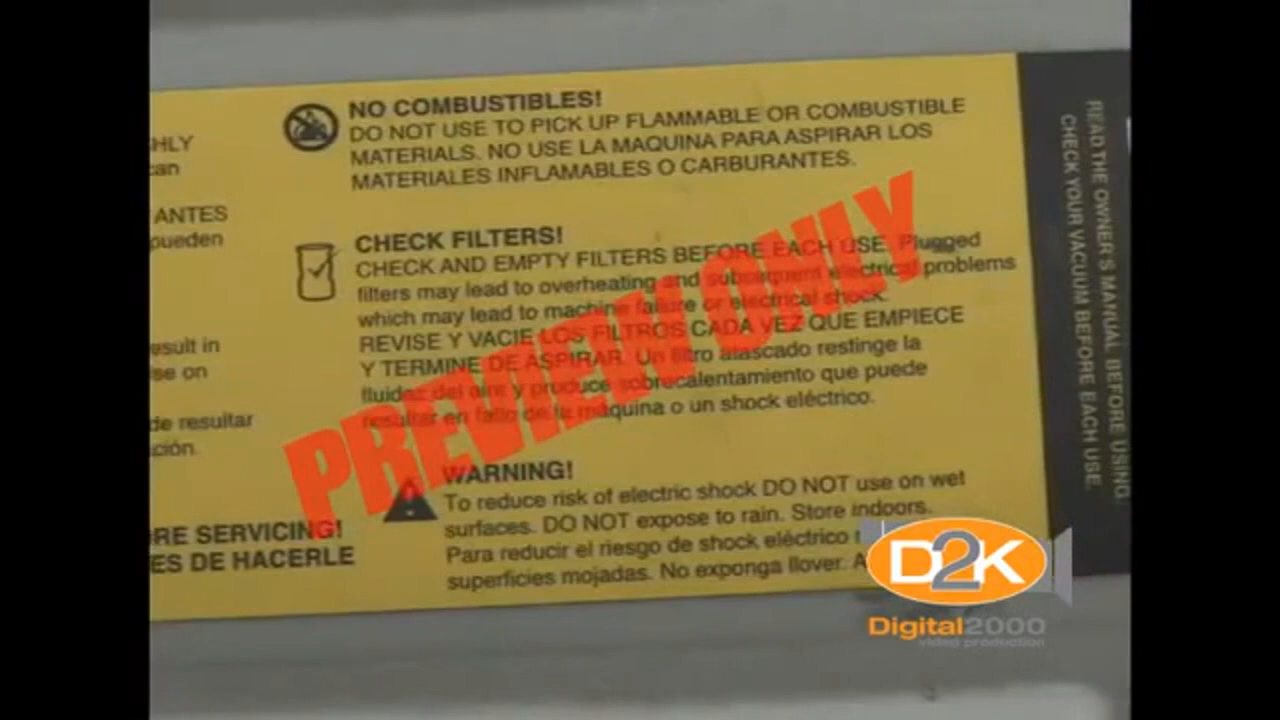 HLY
can
ANTES
pueden
esult in
se on
de resultar
ción.
RE SERVICING!
ES DE HACERLE
NO COMBUSTIBLES!
DO NOT USE TO PICK UP FLAMMABLE OR COMBUSTIBLE
MATERIALS. NO USE LA MAQUINA PARA ASPIRAR LOS
MATERIALES INFLAMABLES O CARBURANTES.
CHECK FILTERS!
CHECK AND EMPTY FILTERS BEFORE EACH USE. Plugged
filters may lead to overheating and subsequent electrical problems
which may lead to machine failure or electrical shock.
REVISE Y VACIE LOS FILTROS CADA VEZ QUE EMPIECE
Y TERMINE DE ASPIRAR. Un filtro atascado restinge la
fluidez del aire y produce sobrecalentamiento que puede
resultar en fallo de la máquina o un shock eléctrico.
WARNING!
To reduce risk of electric shock DO NOT use on wet
surfaces. DO NOT expose to rain. Store indoors.
Para reducir el riesgo de shock eléctrico
superficies mojadas. No exponga llover. A
READ THE OWNER'S MANUAL BEFORE USING.
CHECK YOUR VACUUM BEFORE EACH USE.
PREVIEW ONLY
D2K
Digital2000
video production